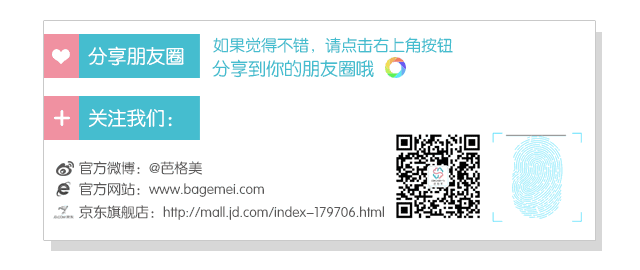 分享朋友圈
如果觉得不错，请点击右上角按钮
分享到你的朋友圈哦
关注我们：
官方微博：@芭格美
官方网站：www.bagemei.com
京东旗舰店：http://mall.jd.com/index-179706.html